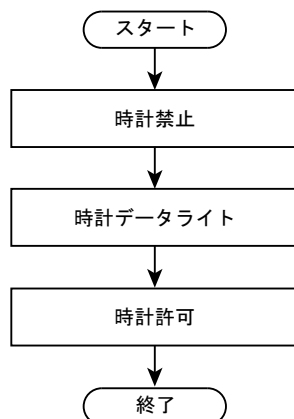 スタート
時計禁止
時計データライト
時計許可
終了